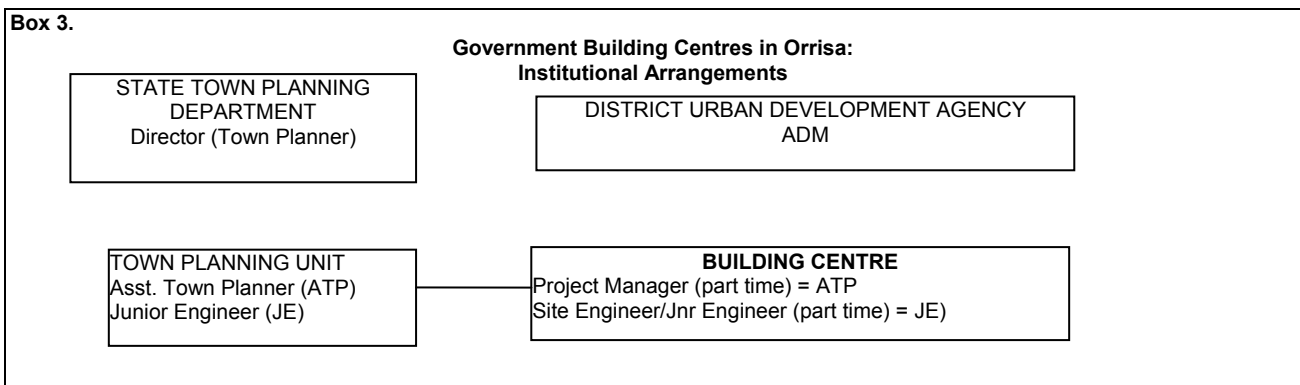 Box 3.
Government Building Centres in Orrisa:
Institutional Arrangements
STATE TOWN PLANNING
DEPARTMENT
Director (Town Planner)
DISTRICT URBAN DEVELOPMENT AGENCY
ADM
TOWN PLANNING UNIT
Asst. Town Planner (ATP)
Junior Engineer (JE)
BUILDING CENTRE
Project Manager (part time) = ATP
Site Engineer/Jnr Engineer (part time) = JE)